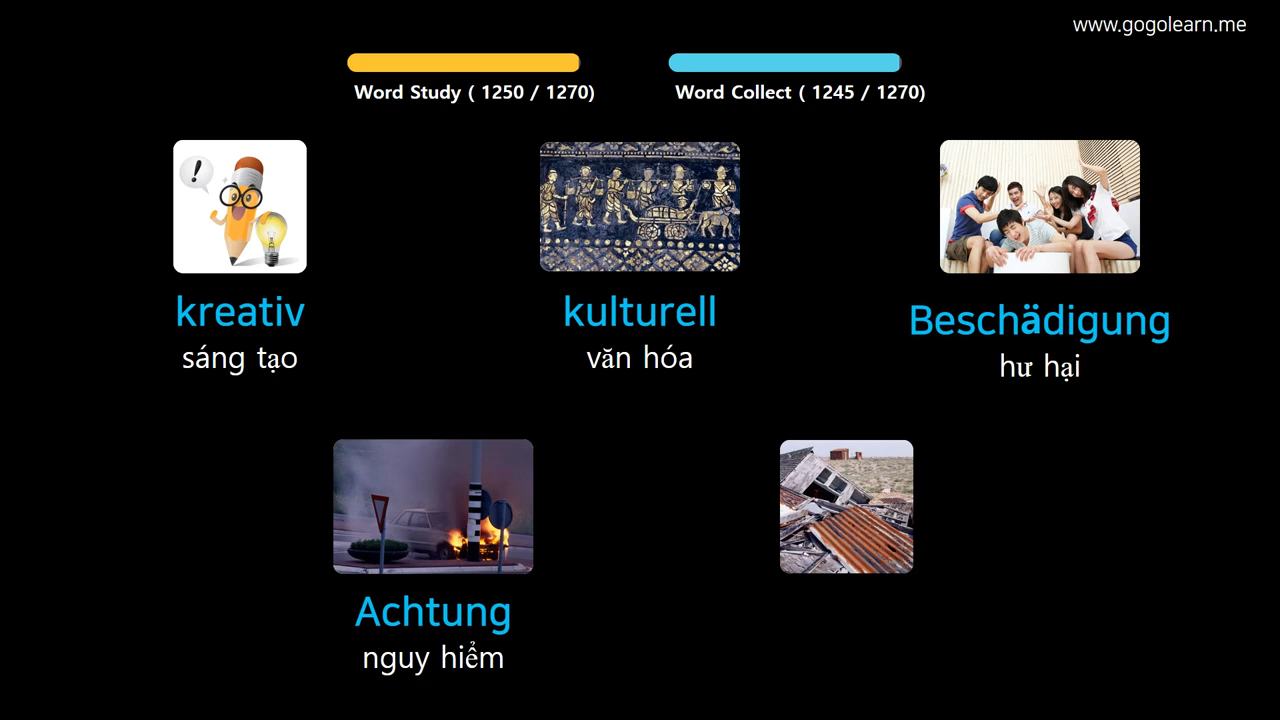 www.gogolearn.me
Word Study ( 1250 / 1270)
Word Collect ( 1245 / 1270)
!
kreativ
sáng tạo
kulturell
văn hóa
Beschädigung
hư hại
Achtung
nguy hiểm